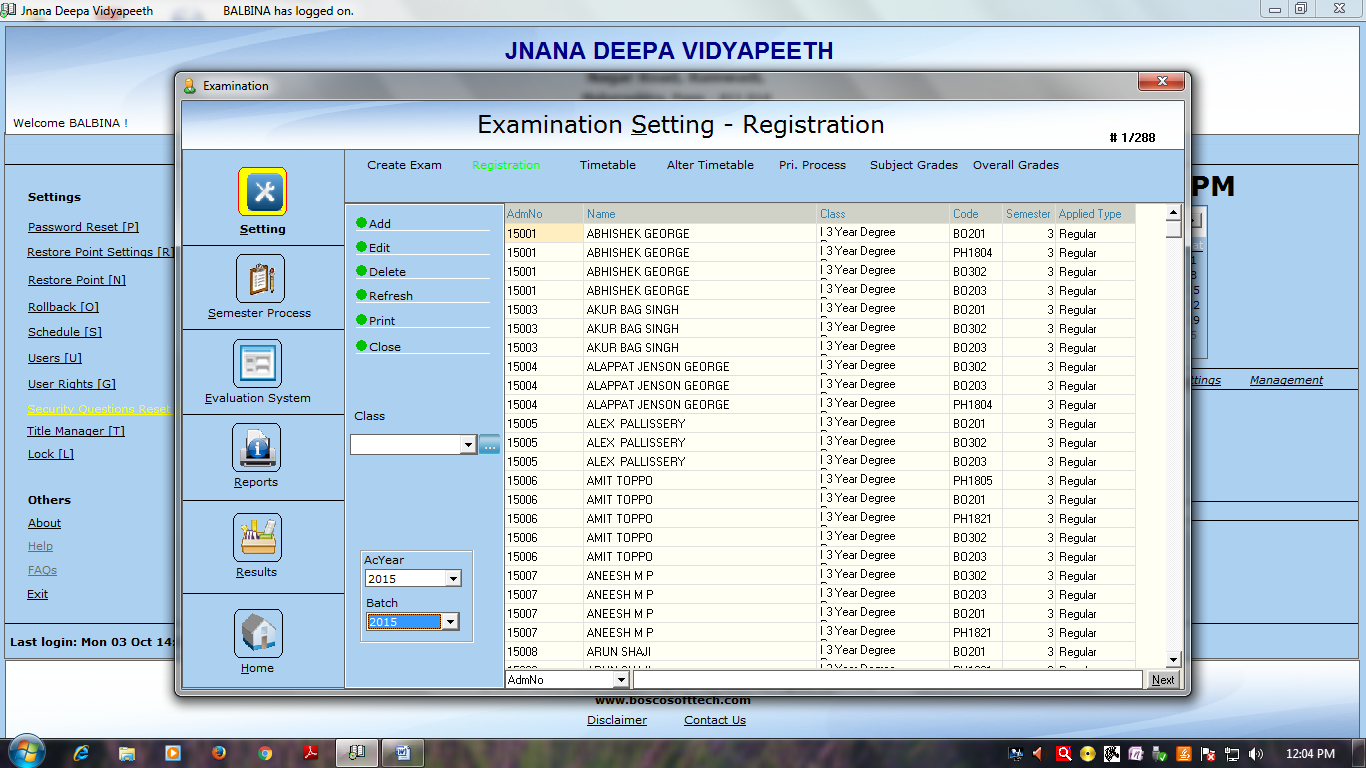 Jnana Deepa Vidyapeeth BALBINA has logged on.
JNANA DEEPA VIDYAPEETH
Examination
Welcome BALBINA !
Examination Setting - Registration
# 1/288
PM
Create Exam Registration Timetable Alter Timetable Pri. Process Subject Grades Overall Grades
Settings
Password Reset [P]
Restore Point Settings [R]
Restore Point [N]
Rollback [O]
Schedule [S]
Users [U]
User Rights [G]
Security Questions Reset
Title Manager [T]
Lock [L]
Others
About
Help
FAQs
Exit
Last login: Mon 03 Oct 14:
Setting
Semester Process
Evaluation System
Reports
Results
Home
Add
Edit
Delete
Refresh
Print
Close
Class
...
AcYear
2015
Batch
2015
AdmNo Name Class Code Semester Applied Type
15001 ABHISHEK GEORGE I 3 Year Degree BO201 3 Regular
15001 ABHISHEK GEORGE I 3 Year Degree PH1804 3 Regular
15001 ABHISHEK GEORGE I 3 Year Degree BO302 3 Regular
15001 ABHISHEK GEORGE I 3 Year Degree BO203 3 Regular
15003 AKUR BAG SINGH I 3 Year Degree BO201 3 Regular
15003 AKUR BAG SINGH I 3 Year Degree BO302 3 Regular
15003 AKUR BAG SINGH I 3 Year Degree BO203 3 Regular
15004 ALAPPAT JENSON GEORGE I 3 Year Degree BO302 3 Regular
15004 ALAPPAT JENSON GEORGE I 3 Year Degree BO203 3 Regular
15004 ALAPPAT JENSON GEORGE I 3 Year Degree PH1804 3 Regular
15005 ALEX PALLISSERY I 3 Year Degree BO201 3 Regular
15005 ALEX PALLISSERY I 3 Year Degree BO302 3 Regular
15005 ALEX PALLISSERY I 3 Year Degree BO203 3 Regular
15006 AMIT TOPPO I 3 Year Degree PH1805 3 Regular
15006 AMIT TOPPO I 3 Year Degree BO201 3 Regular
15006 AMIT TOPPO I 3 Year Degree PH1821 3 Regular
15006 AMIT TOPPO I 3 Year Degree BO302 3 Regular
15006 AMIT TOPPO I 3 Year Degree BO203 3 Regular
15007 ANEESH M P I 3 Year Degree BO302 3 Regular
15007 ANEESH M P I 3 Year Degree BO203 3 Regular
15007 ANEESH M P I 3 Year Degree BO201 3 Regular
15007 ANEESH M P I 3 Year Degree PH1821 3 Regular
15008 ARUN SHAJI I 3 Year Degree BO201 3 Regular
AdmNo Next
ttings Management
www.boscosofttech.com
Disclaimer Contact Us
12:04 PM